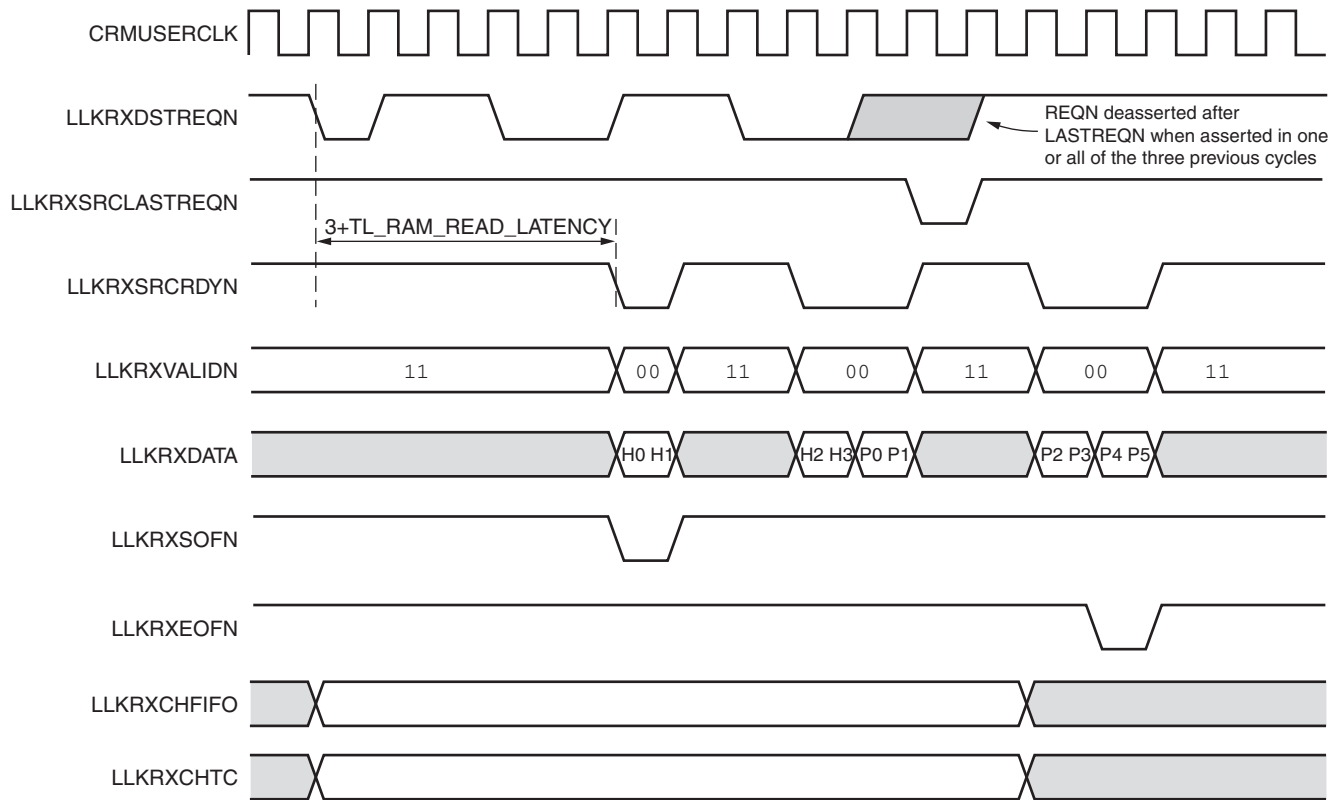 CRMUSERCLK
LLKRXDSTREQN
REQN deasserted after
LASTREQN when asserted in one
or all of the three previous cycles
LLKRXSRCLASTREQN
3+TL_RAM_READ_LATENCY
LLKRXSRCRDYN
LLKRXVALIDN
11 00 11 00 11 00 11
LLKRXDATA
H0 H1 H2 H3 P0 P1 P2 P3 P4 P5
LLKRXSOFN
LLKRXEOFN
LLKRXCHFIFO
LLKRXCHTC